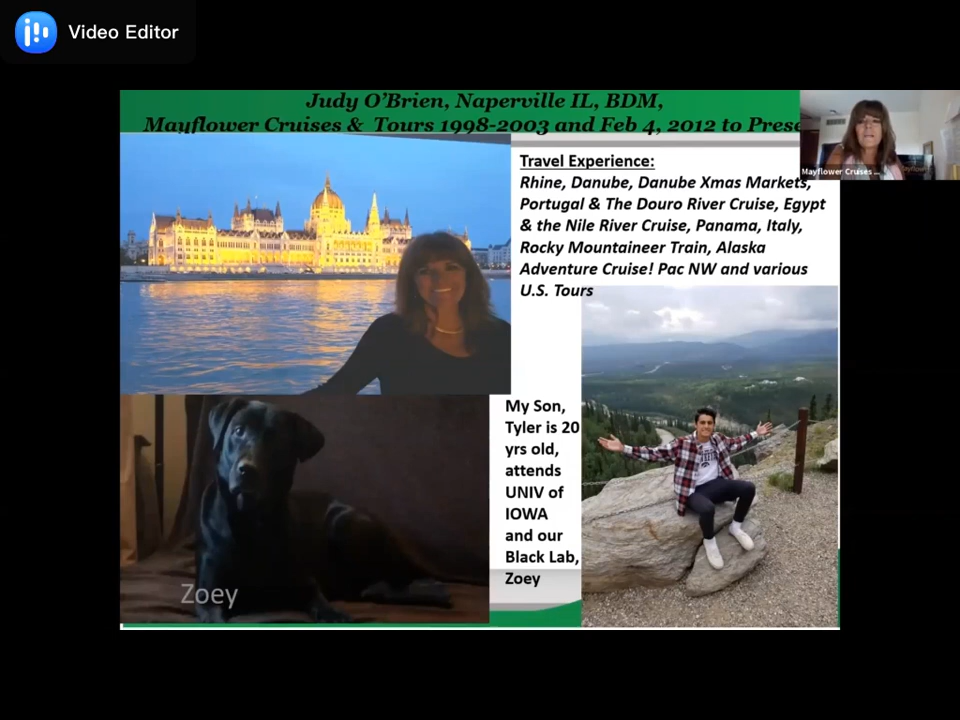 Video Editor
Judy O'Brien, Naperville IL, BDM,
Mayflower Cruises & Tours 1998-2003 and Feb 4, 2012 to Prese
Mayflower Cruises ...
Travel Experience:
Rhine, Danube, Danube Xmas Markets,
Portugal & The Douro River Cruise, Egypt
& the Nile River Cruise, Panama, Italy,
Rocky Mountaineer Train, Alaska
Adventure Cruise! Pac NW and various
U.S. Tours
My Son,
Tyler is 20
yrs old,
attends
UNIV of
IOWA
and our
Black Lab,
Zoey
Zoey